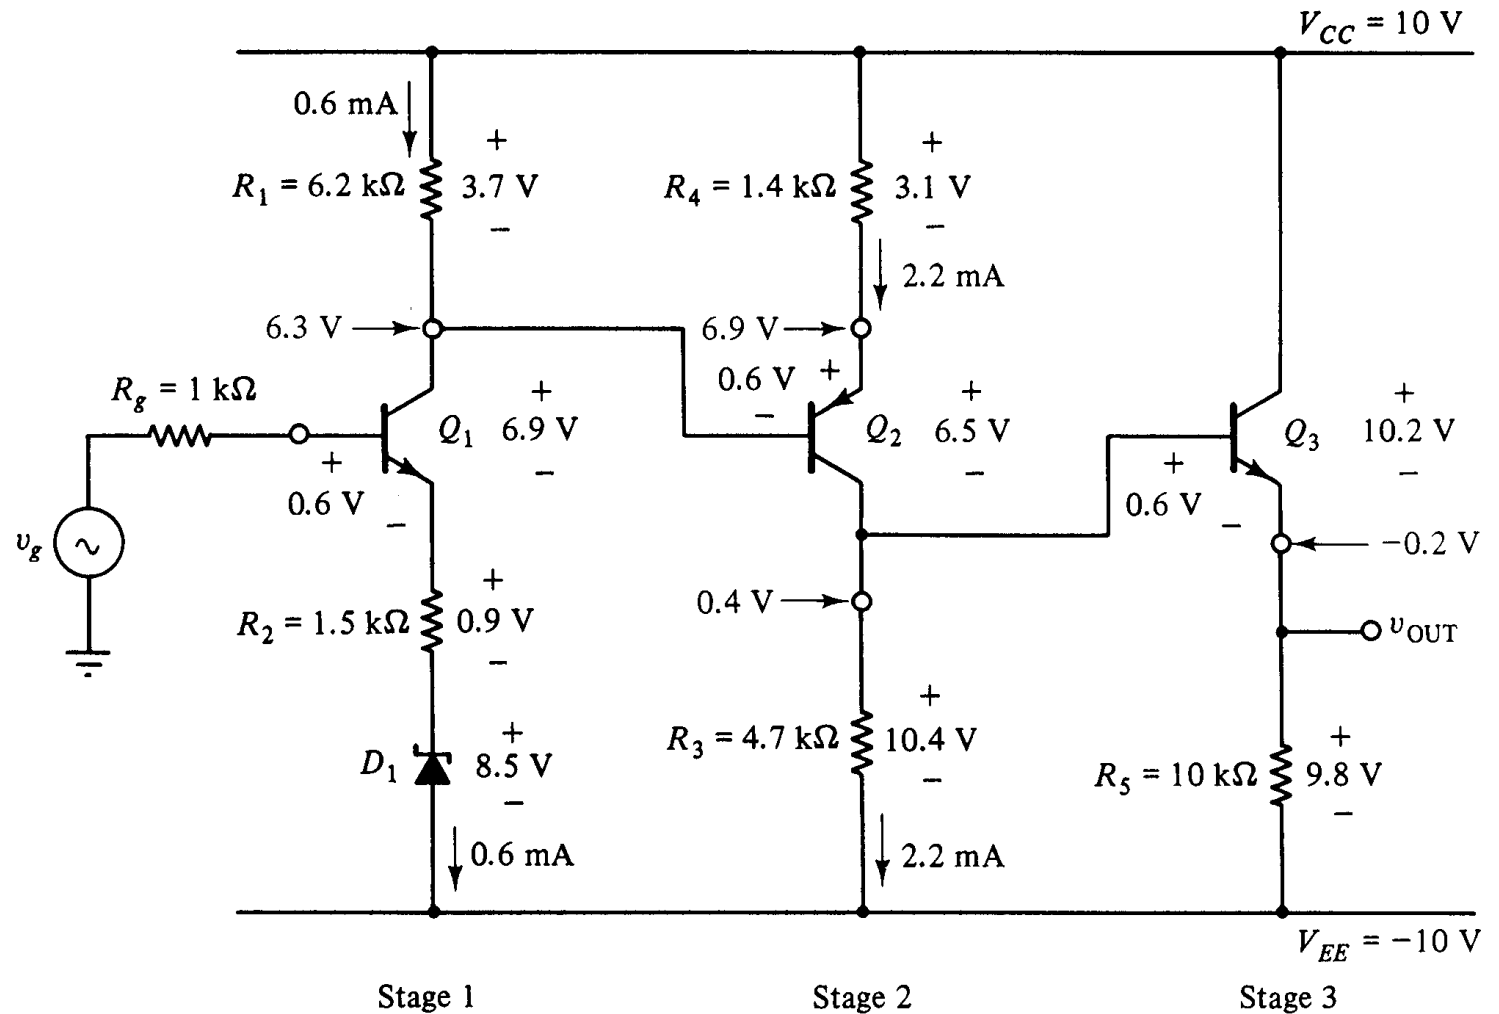 V_CC = 10 V
0.6 mA
+
+
R_1 = 6.2 kΩ
3.7 V
R_4 = 1.4 kΩ
3.1 V
−
−
2.2 mA
6.3 V
6.9 V
R_g = 1 kΩ
0.6 V
+
+
+
+
−
Q_1
6.9 V
Q_2
6.5 V
Q_3
10.2 V
+
−
−
+
−
0.6 V
0.6 V
−
−
v_g
−0.2 V
+
0.4 V
R_2 = 1.5 kΩ
0.9 V
v_OUT
−
+
+
+
D_1
8.5 V
R_3 = 4.7 kΩ
10.4 V
R_5 = 10 kΩ
9.8 V
−
−
−
0.6 mA
2.2 mA
V_EE = −10 V
Stage 1
Stage 2
Stage 3